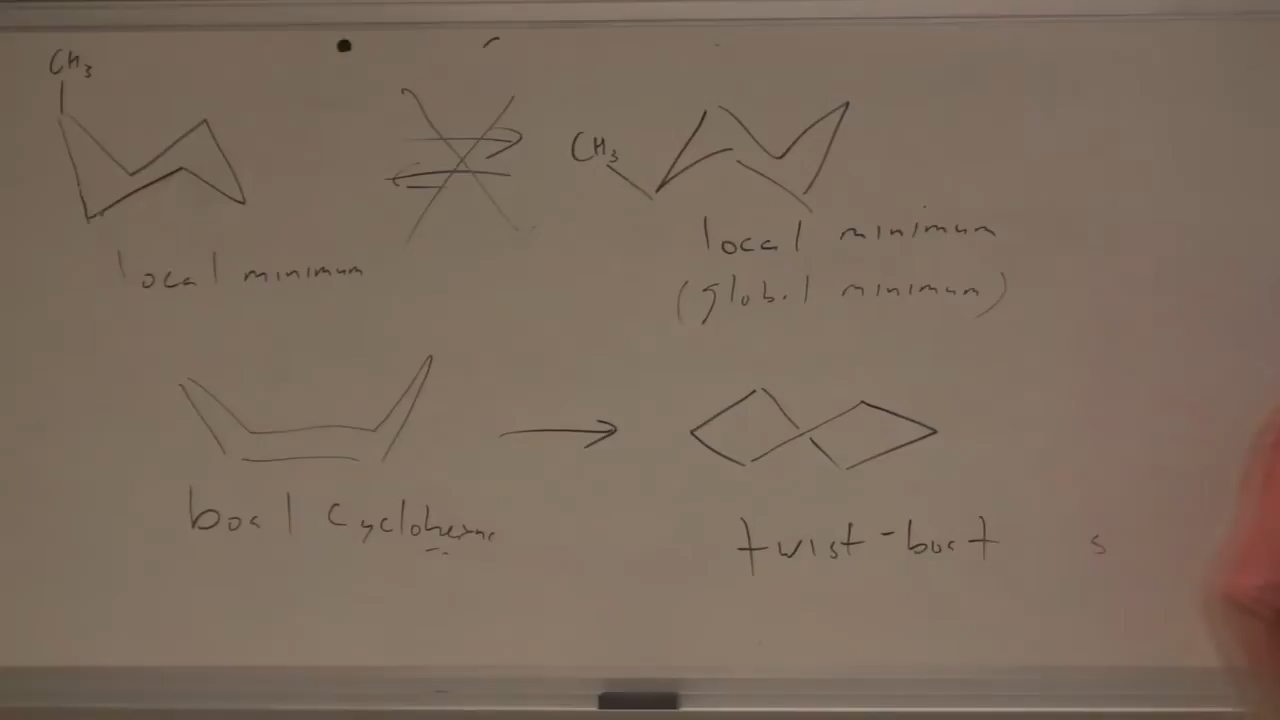 CH₃
CH₃
local minimum
local minimum
(global minimum)
boat cyclohexane
twist-boat s